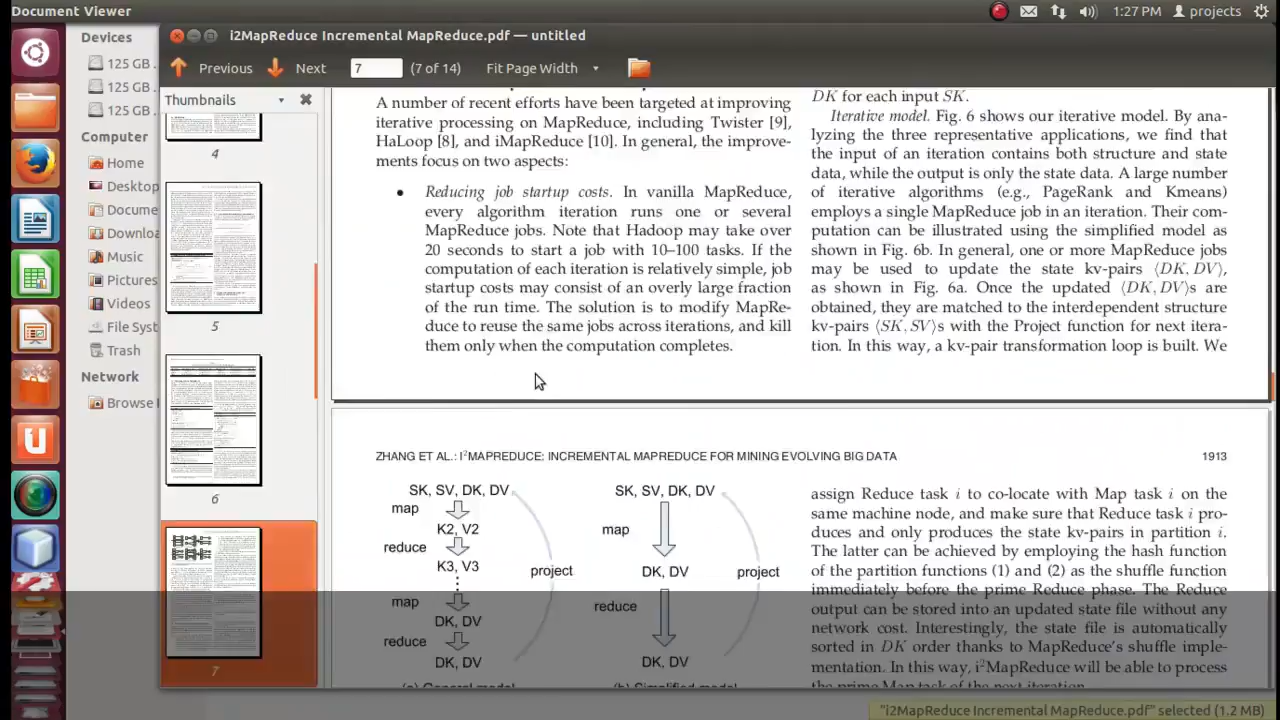 Document Viewer
1:27 PM
projects
Devices
125 GB .
125 GB .
125 GB .
Computer
Home
Desktop
Docume
Downloa
Music
Pictures
Videos
File Syst
Trash
Network
Browse
i2MapReduce Incremental MapReduce.pdf — untitled
Previous
Next
7
(7 of 14)
Fit Page Width
Thumbnails
4
5
6
7
A number of recent efforts have been targeted at improving
iterative processing on MapReduce, including Twister [9],
HaLoop [8], and iMapReduce [10]. In general, the improve-
ments focus on two aspects:
• Reducing job startup costs. In vanilla MapReduce,
every algorithm iteration runs one or several
MapReduce jobs. Note that Hadoop may take over
20 seconds to start a job with 10-100 tasks. If the
computation of each iteration is relatively simple, job
startup costs may consist of an overly large fraction
of the run time. The solution is to modify MapRe-
duce to reuse the same jobs across iterations, and kill
them only when the computation completes.
DK for each input SK.
Iterative model. Fig. 6 shows our iterative model. By ana-
lyzing the three representative applications, we find that
the input of an iteration contains both structure and state
data, while the output is only the state data. A large number
of iterative algorithms (e.g., PageRank and Kmeans)
employs a single MapReduce job in an iteration. Their com-
putation can be illustrated using the simplified model as
shown in Fig. 6b. In general, one or more MapReduce jobs
may be used to update the state kv-pairs ⟨DK, DV⟩,
as shown in Fig. 6a. Once the updated ⟨DK, DV⟩s are
obtained, they are matched to the interdependent structure
kv-pairs ⟨SK, SV⟩s with the Project function for next itera-
tion. In this way, a kv-pair transformation loop is built. We
ZHANG ET AL.: i²MAPREDUCE: INCREMENTAL MAPREDUCE FOR MINING EVOLVING BIG DATA
1913
SK, SV, DK, DV
map
K2, V2
reduce
K3, V3
project
map
DK, DV
reduce
DK, DV
(a) General model
SK, SV, DK, DV
map
DK, DV
project
reduce
DK, DV
(b) Simplified model
assign Reduce task i to co-locate with Map task i on the
same machine node, and make sure that Reduce task i pro-
duces and only produces the state kv-pairs in partition i.
The latter can be achieved by employing the hash function
of the partition functions (1) and (2) as the shuffle function
immediately before the prime Reduce phase. The Reduce
output can be stored into an updated state file without any
network cost. Interestingly, the state file is automatically
sorted in DK order thanks to MapReduce's shuffle imple-
mentation. In this way, i²MapReduce will be able to process
the prime Map task of the next iteration.
"i2MapReduce Incremental MapReduce.pdf" selected (1.2 MB)